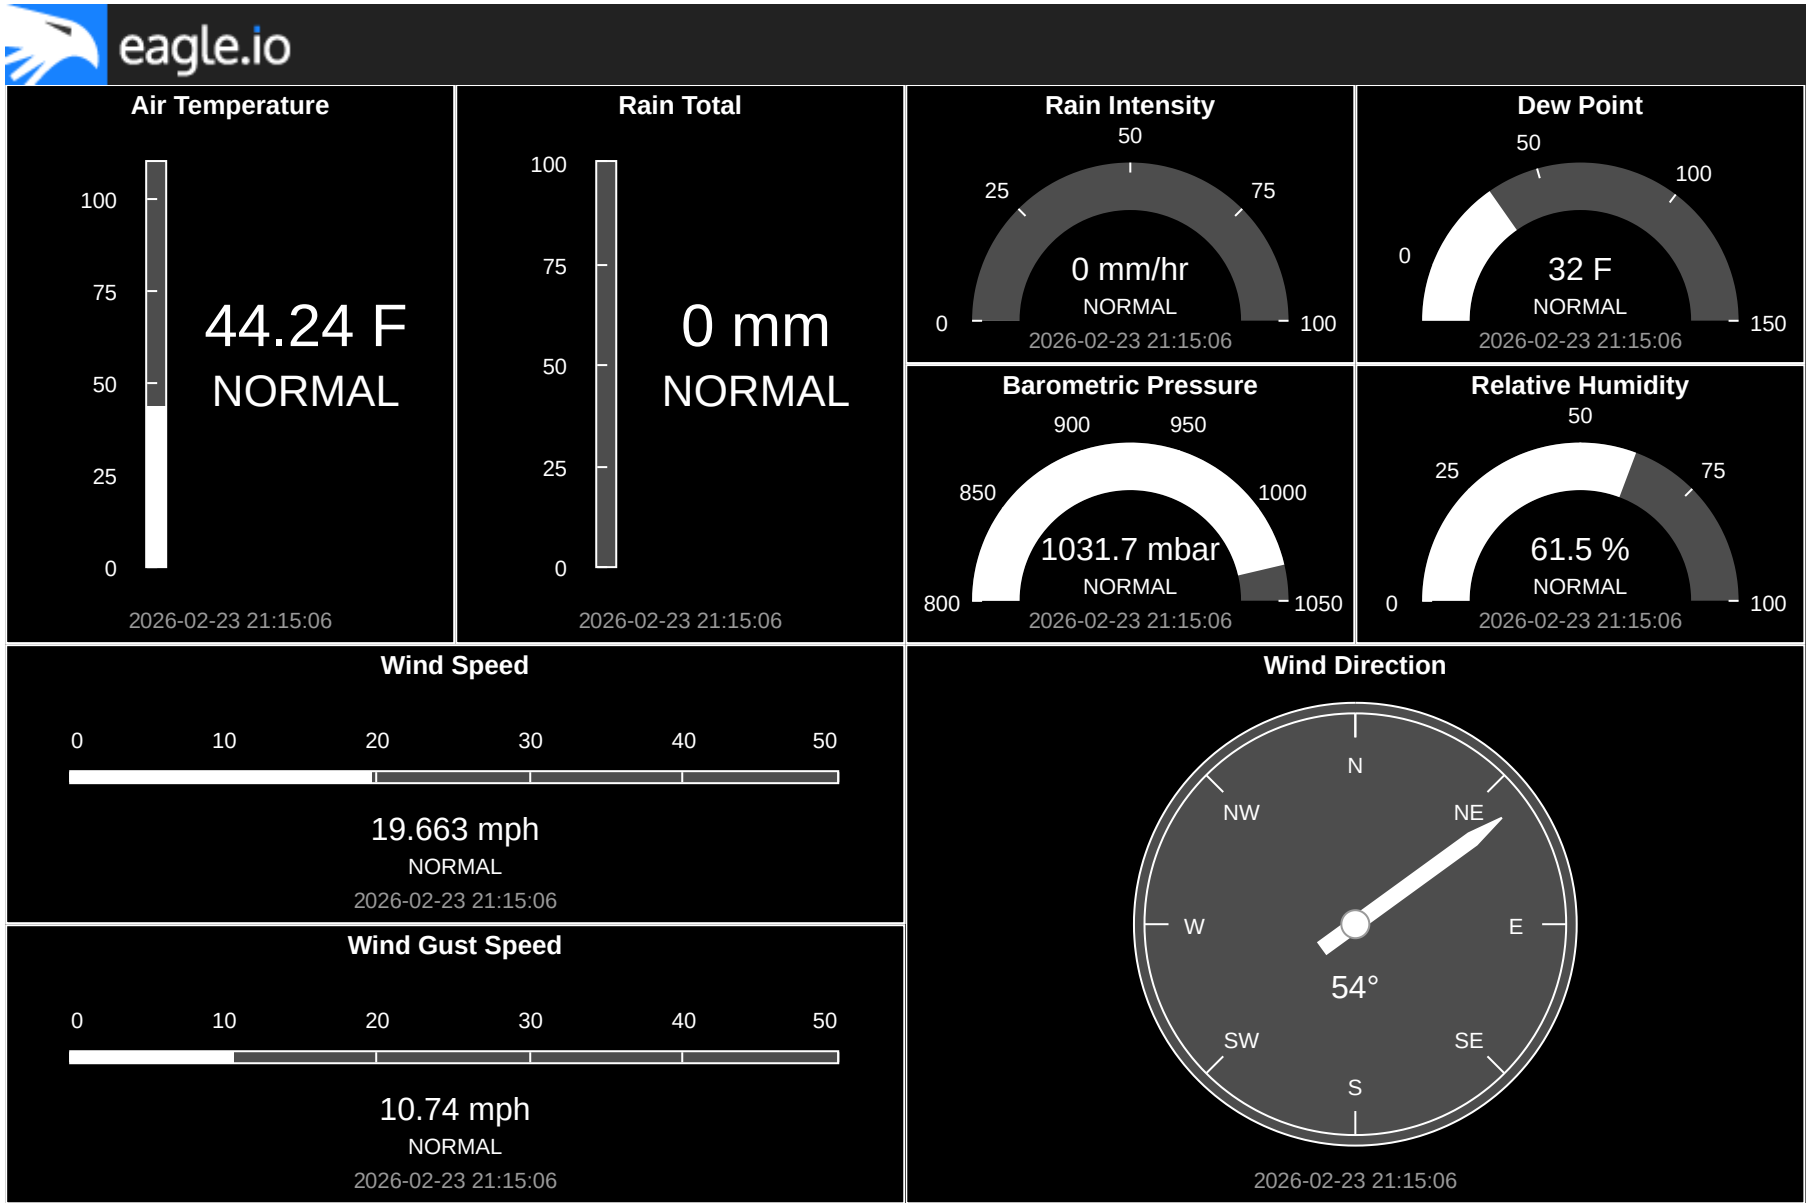 eagle.io
Air Temperature
100
75
50
25
0
44.24 F
NORMAL
2026-02-23 21:15:06
Rain Total
100
75
50
25
0
0 mm
NORMAL
2026-02-23 21:15:06
Rain Intensity
0
25
50
75
100
0 mm/hr
NORMAL
2026-02-23 21:15:06
Dew Point
0
50
100
150
32 F
NORMAL
2026-02-23 21:15:06
Barometric Pressure
800
850
900
950
1000
1050
1031.7 mbar
NORMAL
2026-02-23 21:15:06
Relative Humidity
0
25
50
75
100
61.5 %
NORMAL
2026-02-23 21:15:06
Wind Speed
0 10 20 30 40 50
19.663 mph
NORMAL
2026-02-23 21:15:06
Wind Gust Speed
0 10 20 30 40 50
10.74 mph
NORMAL
2026-02-23 21:15:06
Wind Direction
N
NW NE
W E
54°
SW SE
S
2026-02-23 21:15:06